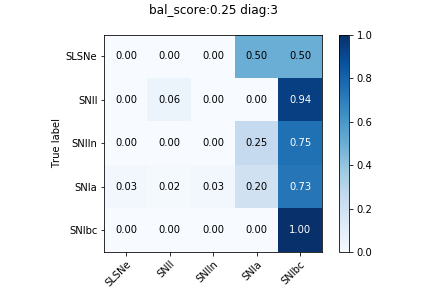 bal_score:0.25 diag:3
SLSNe 0.00 0.00 0.00 0.50 0.50
SNII 0.00 0.06 0.00 0.00 0.94
SNIIn 0.00 0.00 0.00 0.25 0.75
SNIa 0.03 0.02 0.03 0.20 0.73
SNIbc 0.00 0.00 0.00 0.00 1.00
SLSNe SNII SNIIn SNIa SNIbc
True label
1.0
0.8
0.6
0.4
0.2
0.0